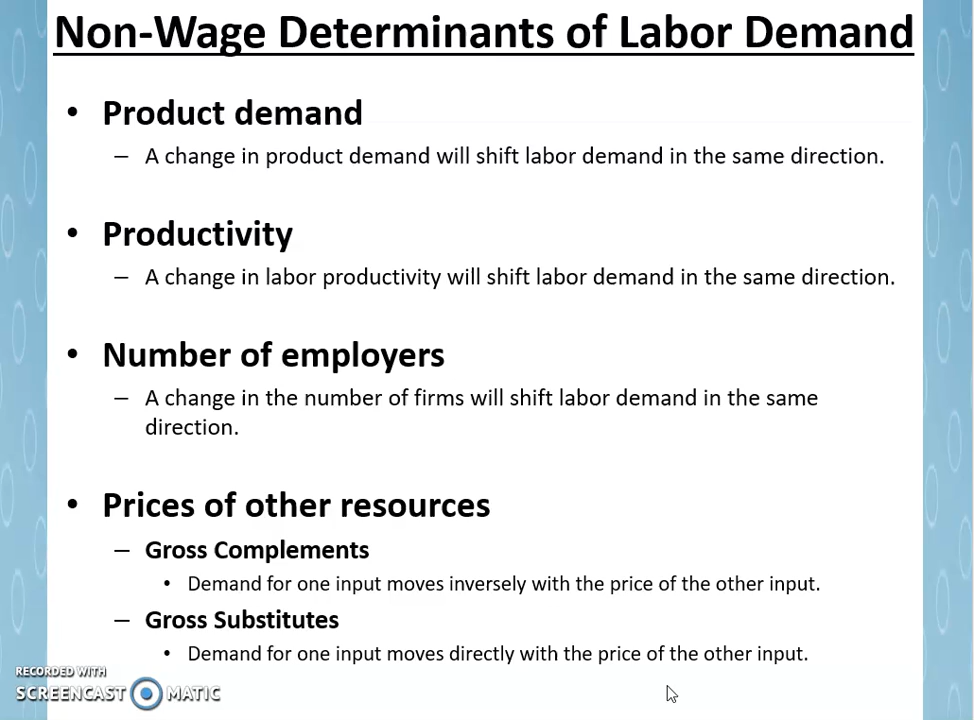 Non-Wage Determinants of Labor Demand
• Product demand
– A change in product demand will shift labor demand in the same direction.
• Productivity
– A change in labor productivity will shift labor demand in the same direction.
• Number of employers
– A change in the number of firms will shift labor demand in the same
direction.
• Prices of other resources
– Gross Complements
• Demand for one input moves inversely with the price of the other input.
– Gross Substitutes
• Demand for one input moves directly with the price of the other input.
RECORDED WITH
SCREENCAST MATIC